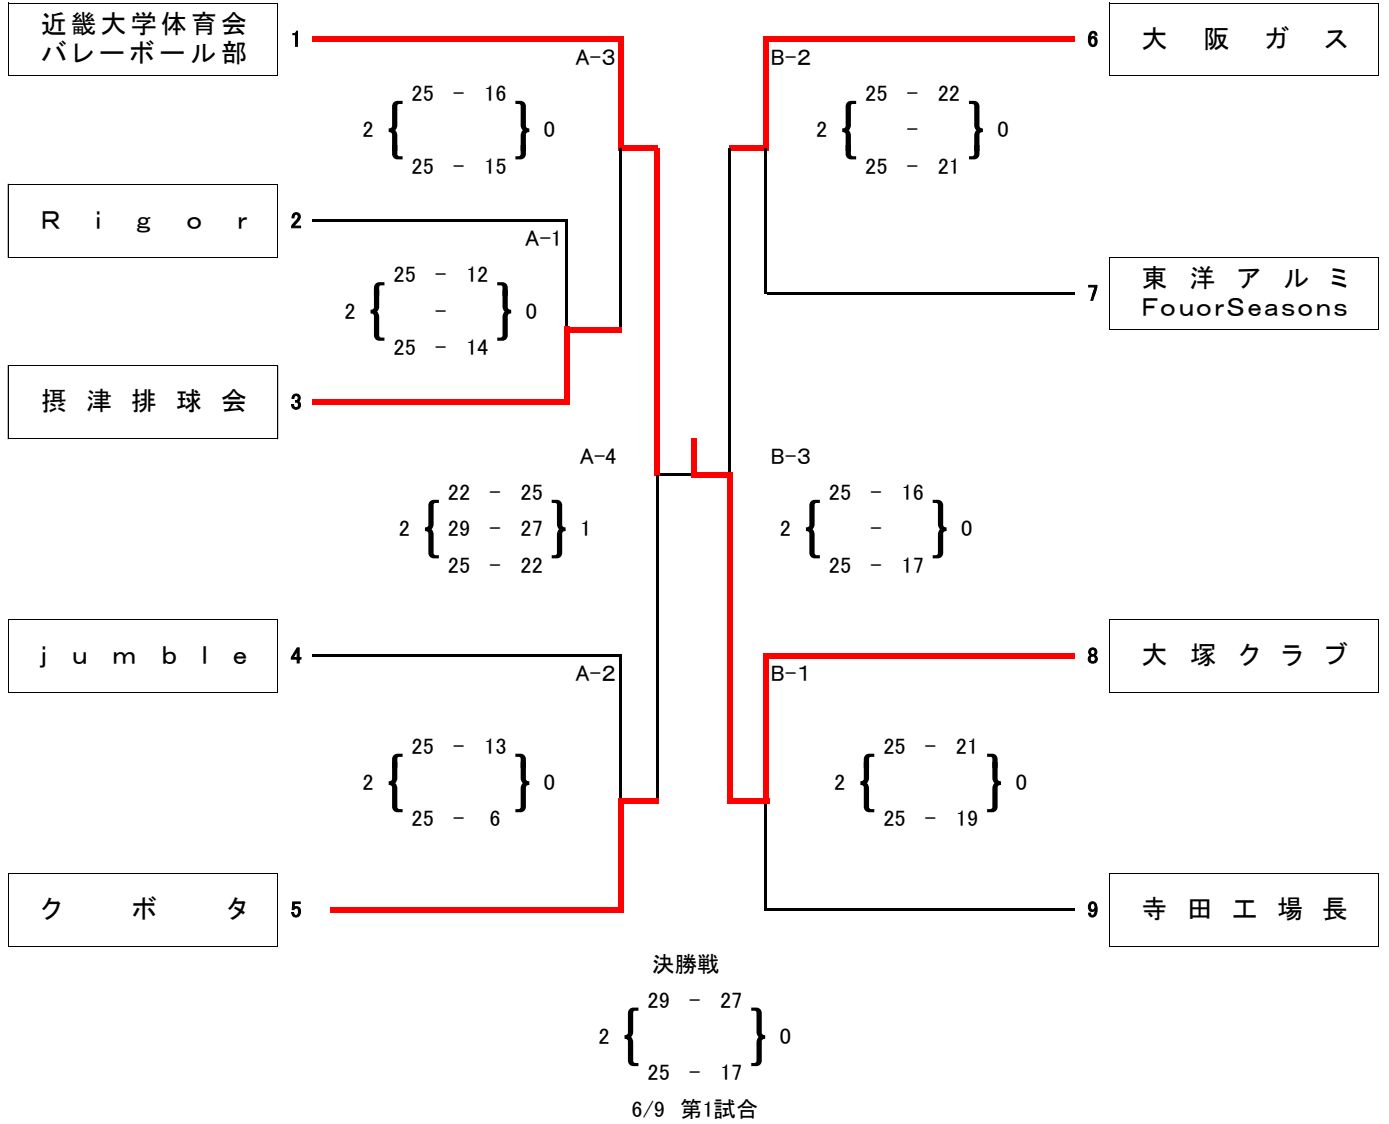 近畿大学体育会
バレーボール部
1
A-3
25 - 16
2 { } 0
25 - 15
Rigor
2
A-1
25 - 12
2 { - } 0
25 - 14
摂津排球会
3
A-4
22 - 25
2 { 29 - 27 } 1
25 - 22
jumble
4
A-2
25 - 13
2 { } 0
25 - 6
クボタ
5
B-2
6
大阪ガス
25 - 22
2 { - } 0
25 - 21
7
東洋アルミ
FouorSeasons
B-3
25 - 16
2 { - } 0
25 - 17
8
大塚クラブ
B-1
25 - 21
2 { } 0
25 - 19
9
寺田工場長
決勝戦
29 - 27
2 { } 0
25 - 17
6/9 第1試合